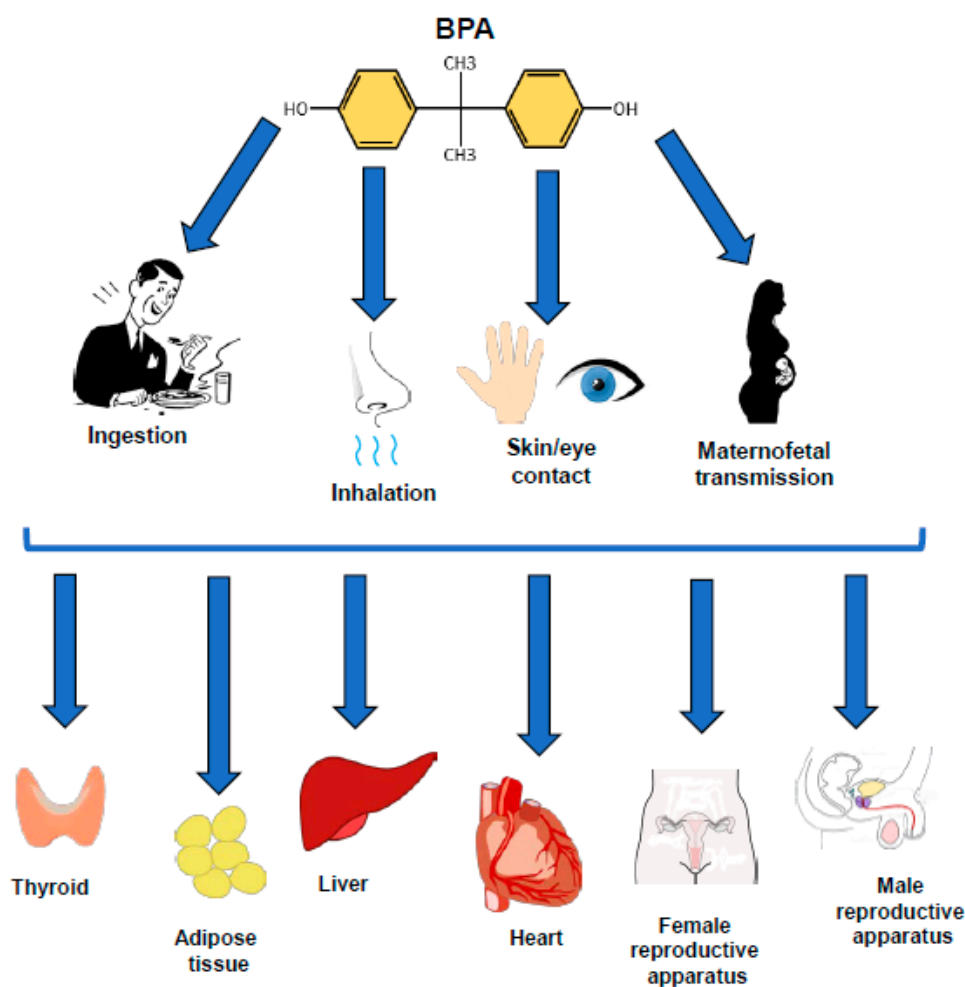 BPA
CH3
HO
OH
CH3
Ingestion
Inhalation
Skin/eye
contact
Maternofetal
transmission
Thyroid
Adipose
tissue
Liver
Heart
Female
reproductive
apparatus
Male
reproductive
apparatus